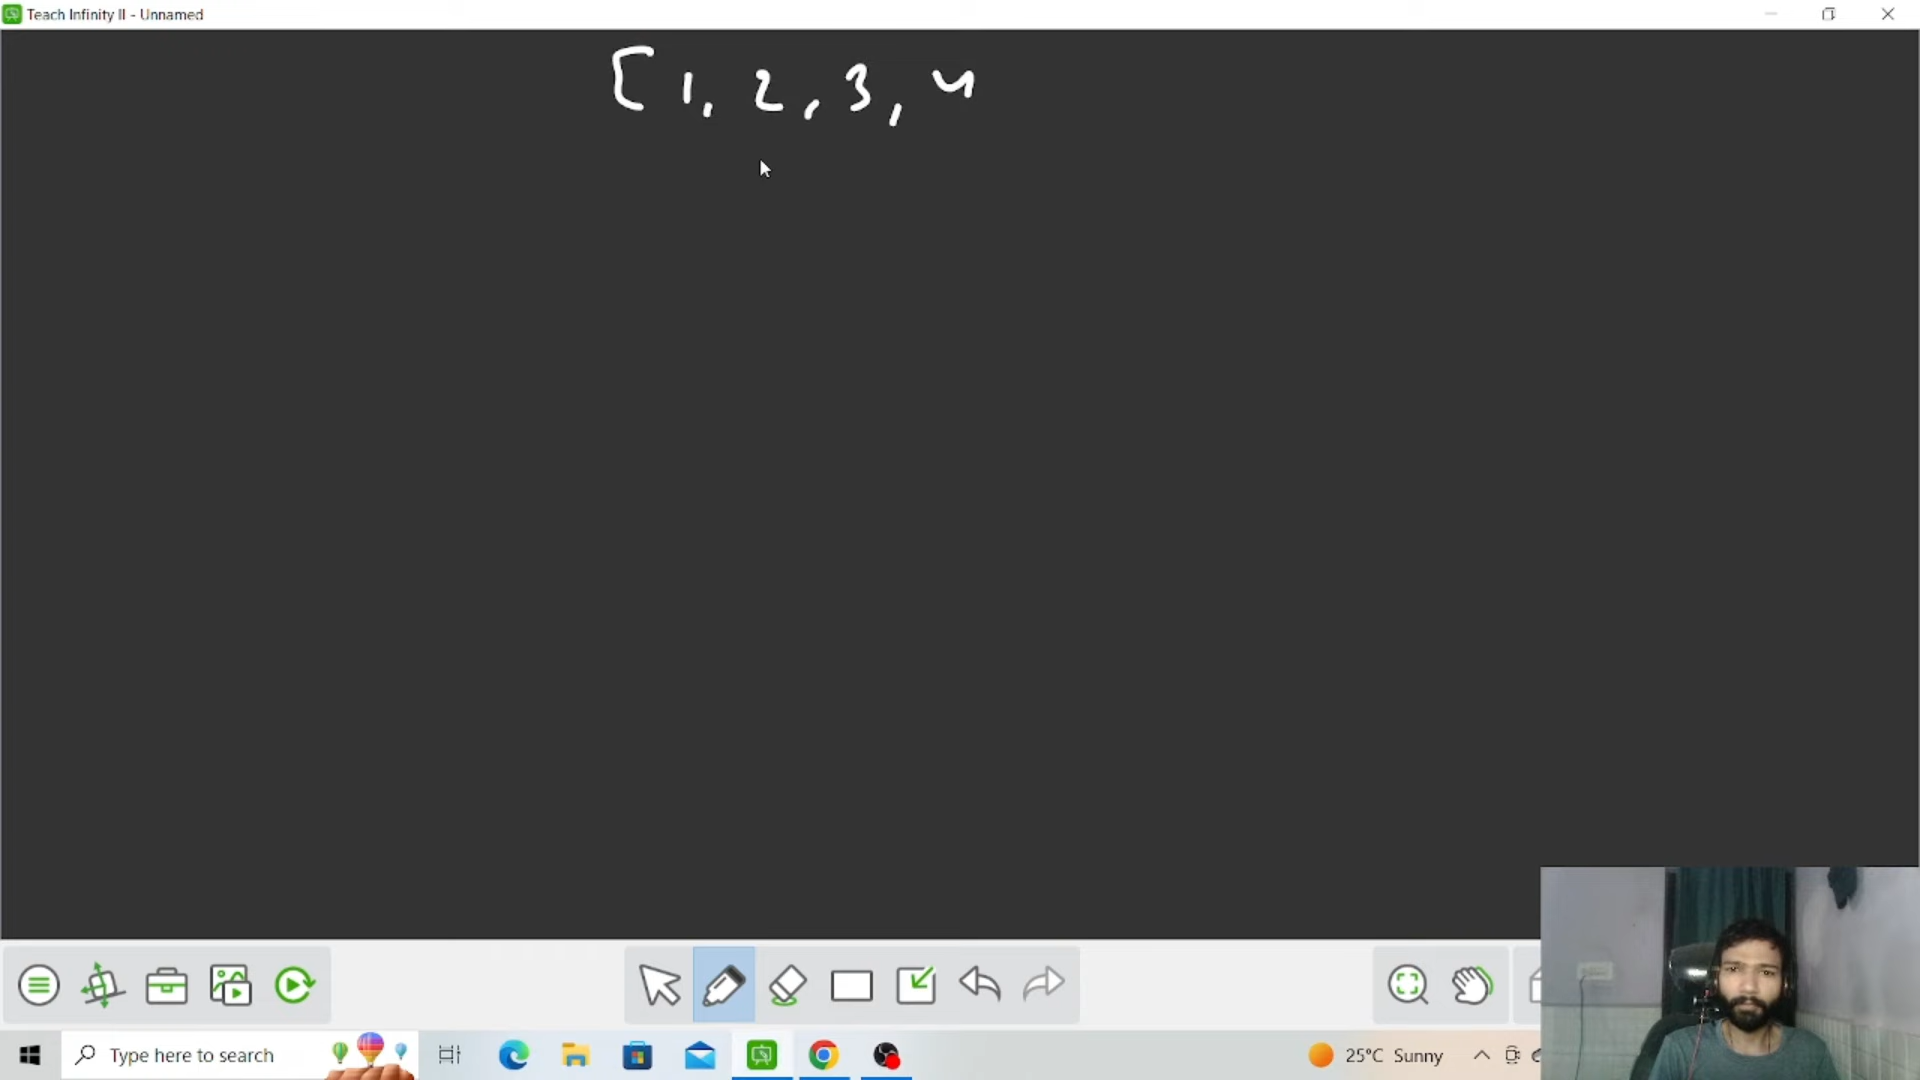 Teach Infinity II - Unnamed
[ 1, 2, 3, 4
Type here to search
25°C Sunny